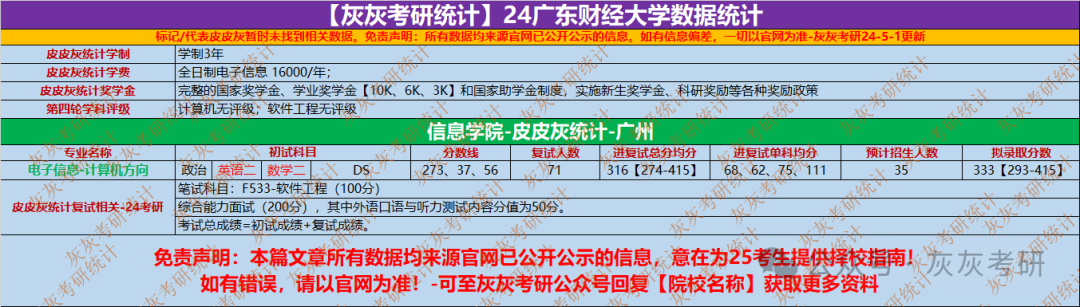 【灰灰考研统计】24广东财经大学数据统计
标记/代表皮皮灰暂时未找到相关数据。免责声明：所有数据均来源官网已公开公示的信息。如有信息偏差，一切以官网为准-灰灰考研24-5-1更新
皮皮灰统计学制 学制3年
皮皮灰统计学费 全日制电子信息 16000/年；
皮皮灰统计奖学金 完整的国家奖学金、学业奖学金【10K、6K、3K】和国家助学金制度，实施新生奖学金、科研奖励等各种奖励政策
第四轮学科评级 计算机无评级；软件工程无评级
信息学院-皮皮灰统计-广州
专业名称 初试科目 分数线 复试人数 进复试总分均分 进复试单科均分 预计招生人数 拟录取分数
电子信息-计算机方向 政治 英语二 数学二 DS 273、37、56 71 316【274-415】 68、62、75、111 35 333【293-415】
皮皮灰统计复试相关-24考研
笔试科目：F533-软件工程（100分）
综合能力面试（200分），其中外语口语与听力测试内容分值为50分。
考试总成绩=初试成绩+复试成绩。
免责声明：本篇文章所有数据均来源官网已公开公示的信息，意在为25考生提供择校指南！
如有错误，请以官网为准！-可至灰灰考研公众号回复【院校名称】获取更多资料
公众号 · 灰灰考研
灰灰考研统计